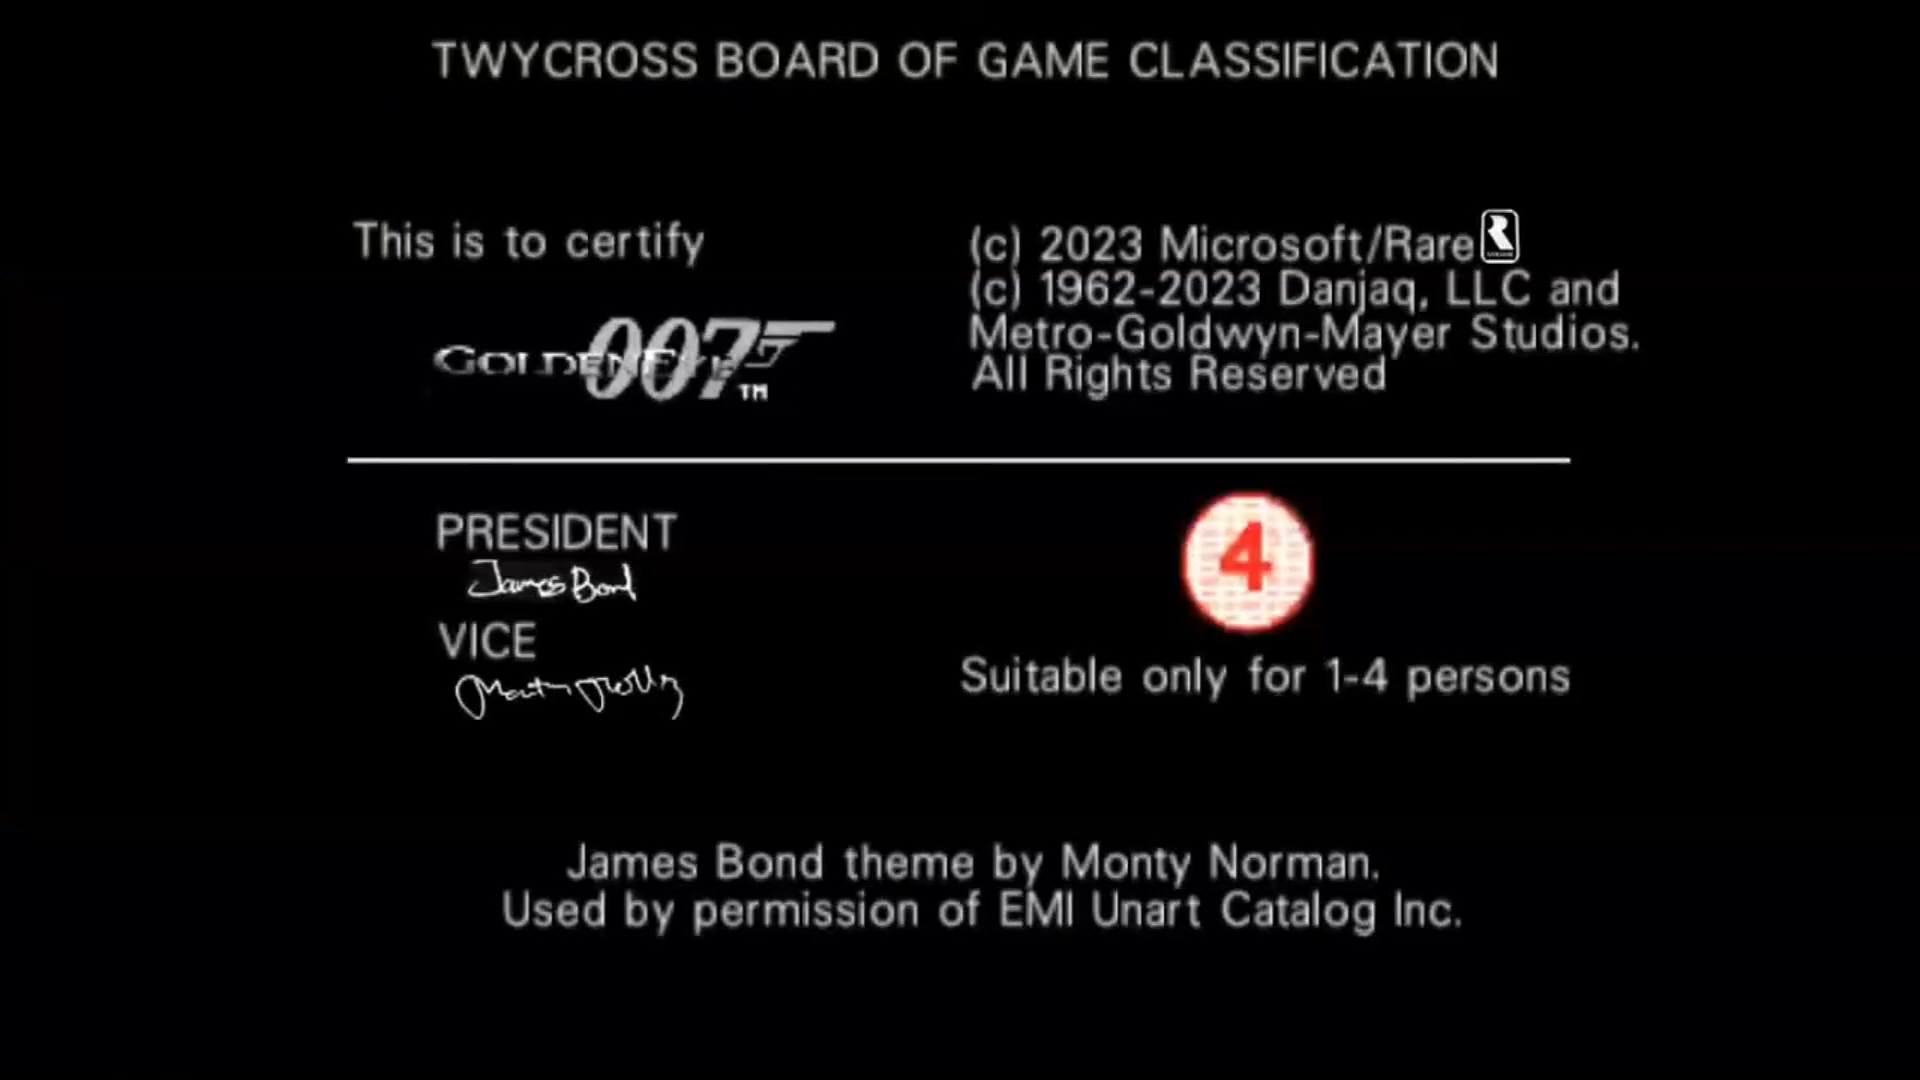 TWYCROSS BOARD OF GAME CLASSIFICATION
This is to certify
GOLDENEYE 007 TM
(c) 2023 Microsoft/Rare
(c) 1962-2023 Danjaq, LLC and
Metro-Goldwyn-Mayer Studios.
All Rights Reserved
PRESIDENT
James Bond
VICE
4
Suitable only for 1-4 persons
James Bond theme by Monty Norman.
Used by permission of EMI Unart Catalog Inc.